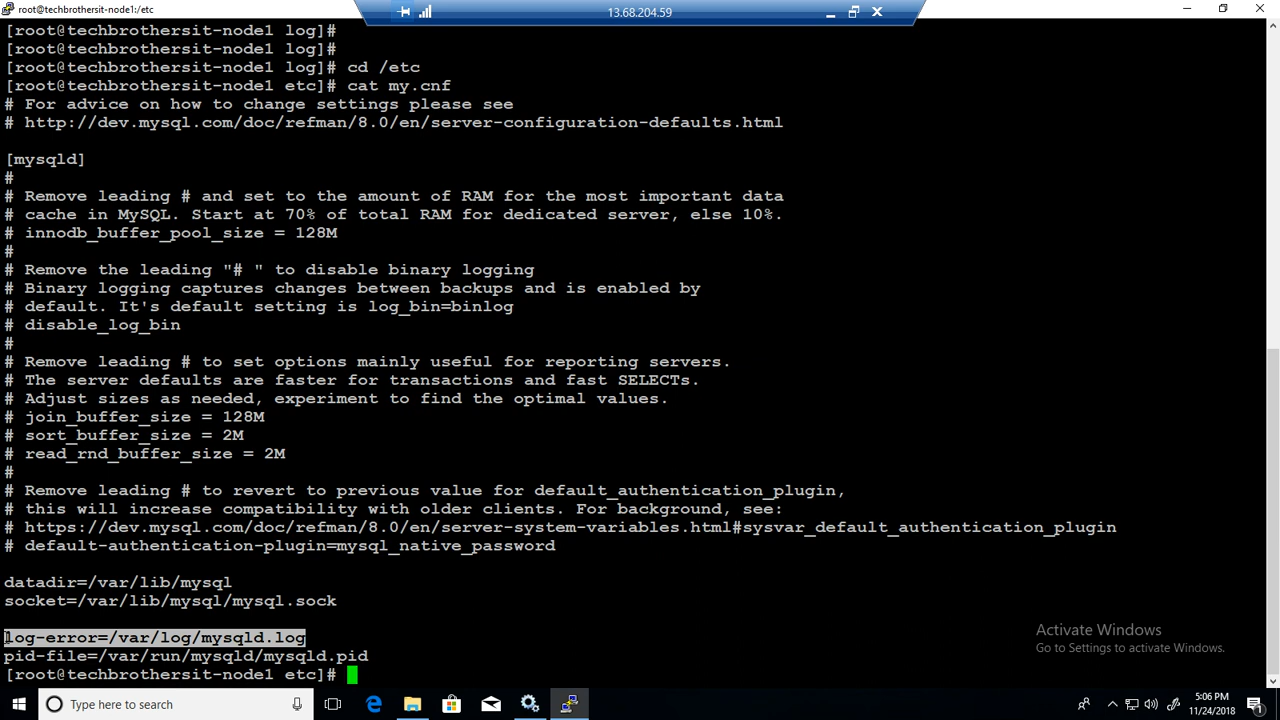 root@techbrothersit-node1:/etc
13.68.204.59
[root@techbrothersit-node1 log]#
[root@techbrothersit-node1 log]#
[root@techbrothersit-node1 log]# cd /etc
[root@techbrothersit-node1 etc]# cat my.cnf
# For advice on how to change settings please see
# http://dev.mysql.com/doc/refman/8.0/en/server-configuration-defaults.html
[mysqld]
#
# Remove leading # and set to the amount of RAM for the most important data
# cache in MySQL. Start at 70% of total RAM for dedicated server, else 10%.
# innodb_buffer_pool_size = 128M
#
# Remove the leading "# " to disable binary logging
# Binary logging captures changes between backups and is enabled by
# default. It's default setting is log_bin=binlog
# disable_log_bin
#
# Remove leading # to set options mainly useful for reporting servers.
# The server defaults are faster for transactions and fast SELECTs.
# Adjust sizes as needed, experiment to find the optimal values.
# join_buffer_size = 128M
# sort_buffer_size = 2M
# read_rnd_buffer_size = 2M
#
# Remove leading # to revert to previous value for default_authentication_plugin,
# this will increase compatibility with older clients. For background, see:
# https://dev.mysql.com/doc/refman/8.0/en/server-system-variables.html#sysvar_default_authentication_plugin
# default-authentication-plugin=mysql_native_password
datadir=/var/lib/mysql
socket=/var/lib/mysql/mysql.sock
log-error=/var/log/mysqld.log
pid-file=/var/run/mysqld/mysqld.pid
[root@techbrothersit-node1 etc]#
Activate Windows
Go to Settings to activate Windows.
Type here to search
5:06 PM
11/24/2018
1